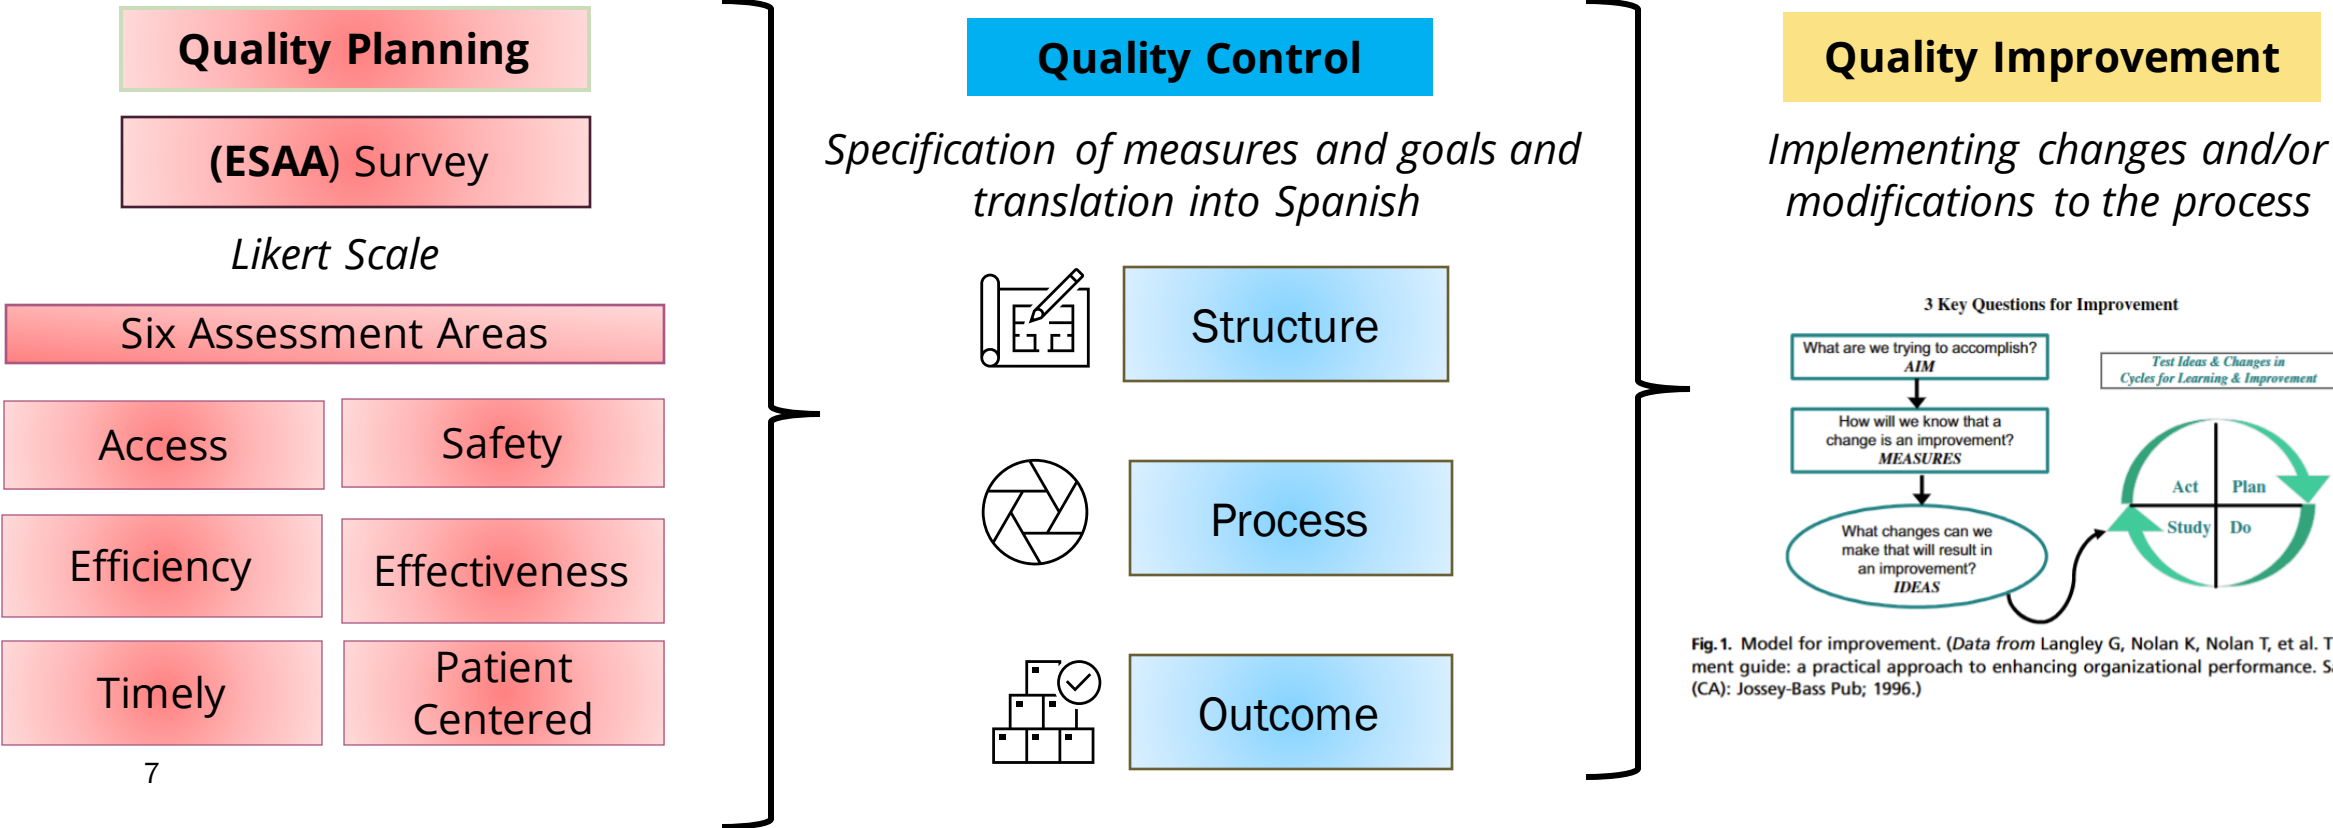 Quality Planning
(ESAA) Survey
Likert Scale
Six Assessment Areas
Access
Safety
Efficiency
Effectiveness
Timely
Patient
Centered
7
Quality Control
Specification of measures and goals and
translation into Spanish
Structure
Process
Outcome
Quality Improvement
Implementing changes and/or
modifications to the process
3 Key Questions for Improvement
What are we trying to accomplish?
AIM
How will we know that a
change is an improvement?
MEASURES
What changes can we
make that will result in
an improvement?
IDEAS
Test Ideas & Changes in
Cycles for Learning & Improvement
Act
Plan
Study
Do
Fig. 1. Model for improvement. (Data from Langley G, Nolan K, Nolan T, et al.
ment guide: a practical approach to enhancing organizational performance.
(CA): Jossey-Bass Pub; 1996.)